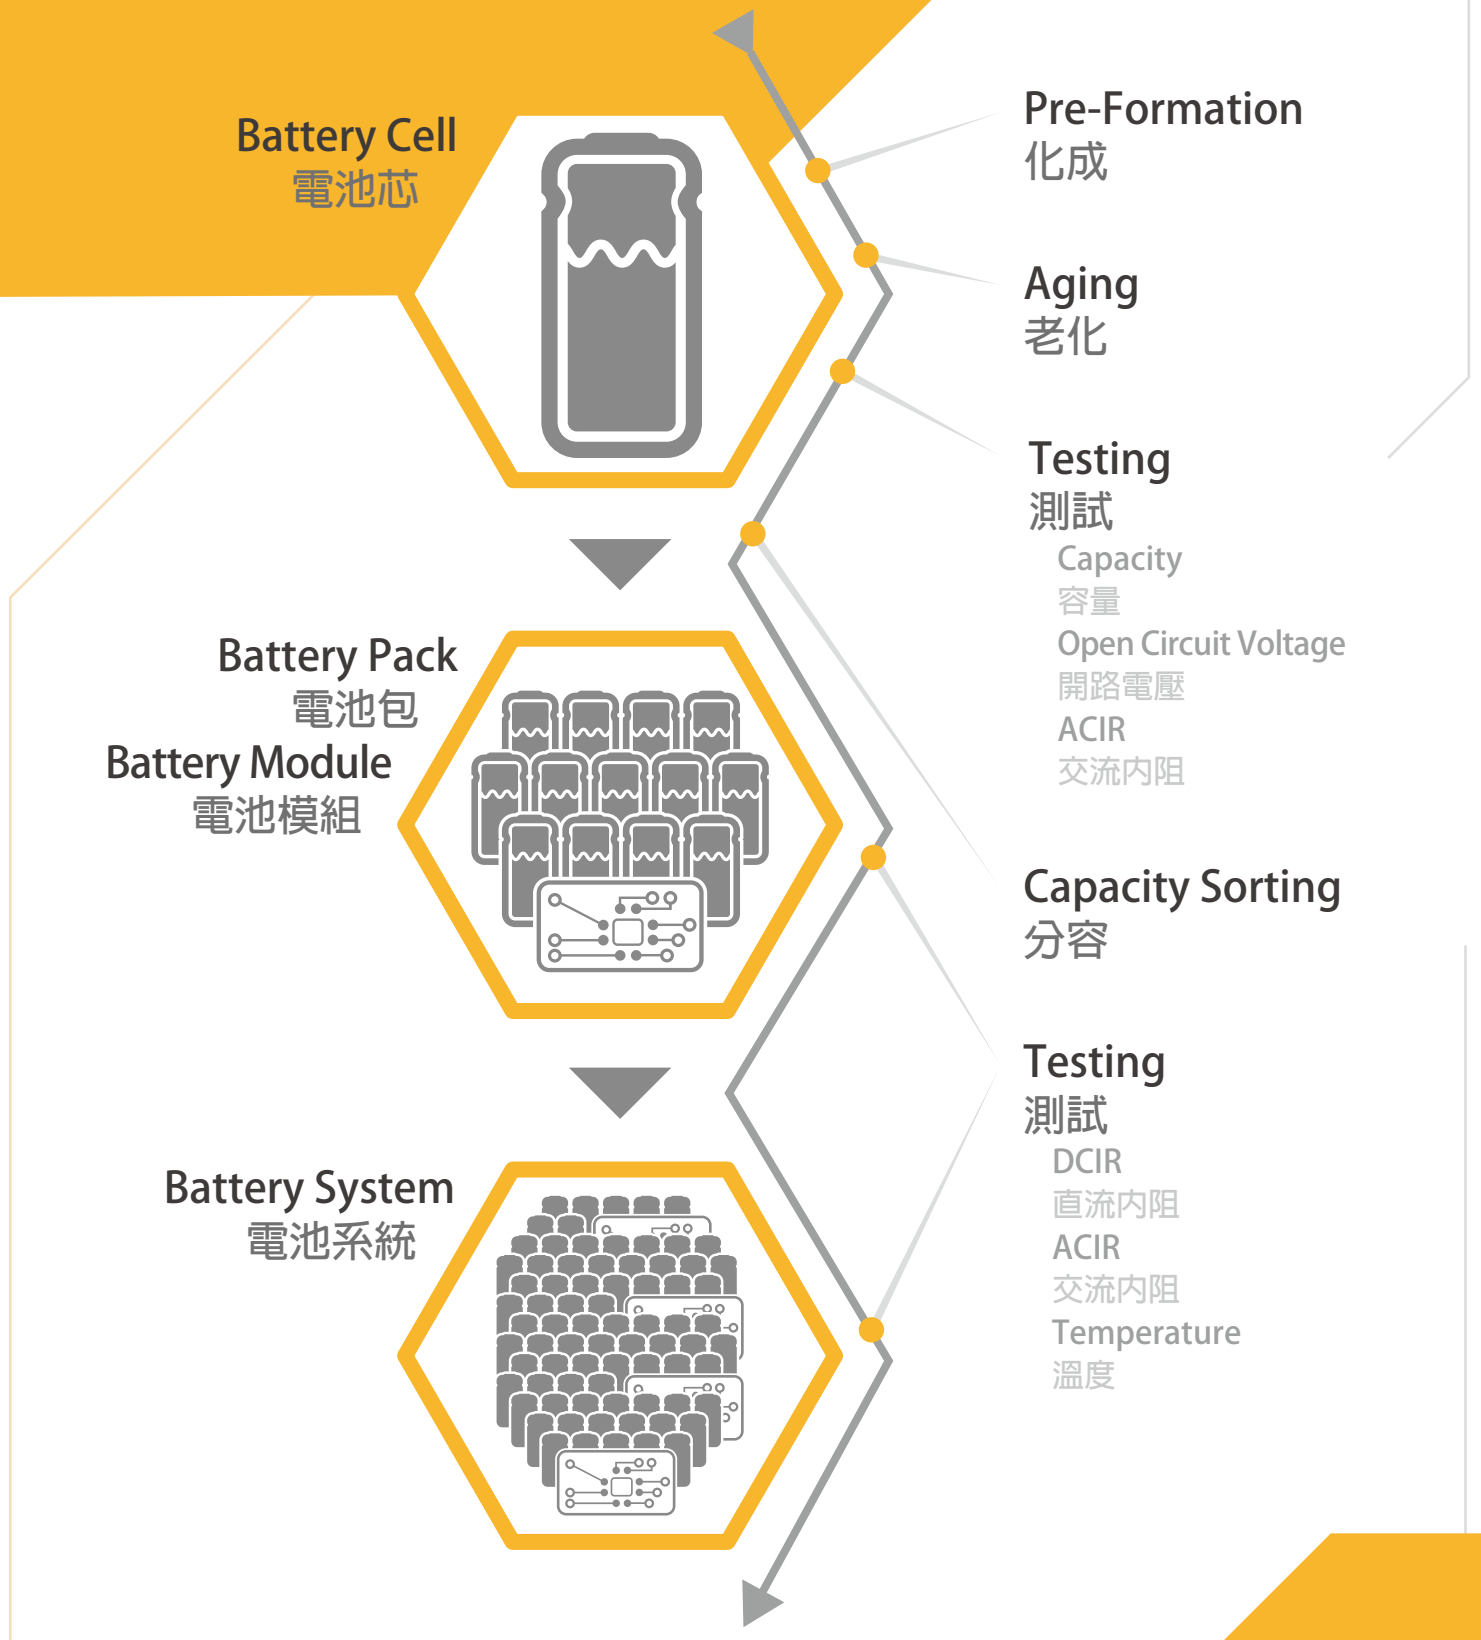 Battery Cell
電池芯
Battery Pack
電池包
Battery Module
電池模組
Battery System
電池系統
Pre-Formation
化成
Aging
老化
Testing
測試
Capacity
容量
Open Circuit Voltage
開路電壓
ACIR
交流內阻
Capacity Sorting
分容
Testing
測試
DCIR
直流內阻
ACIR
交流內阻
Temperature
溫度